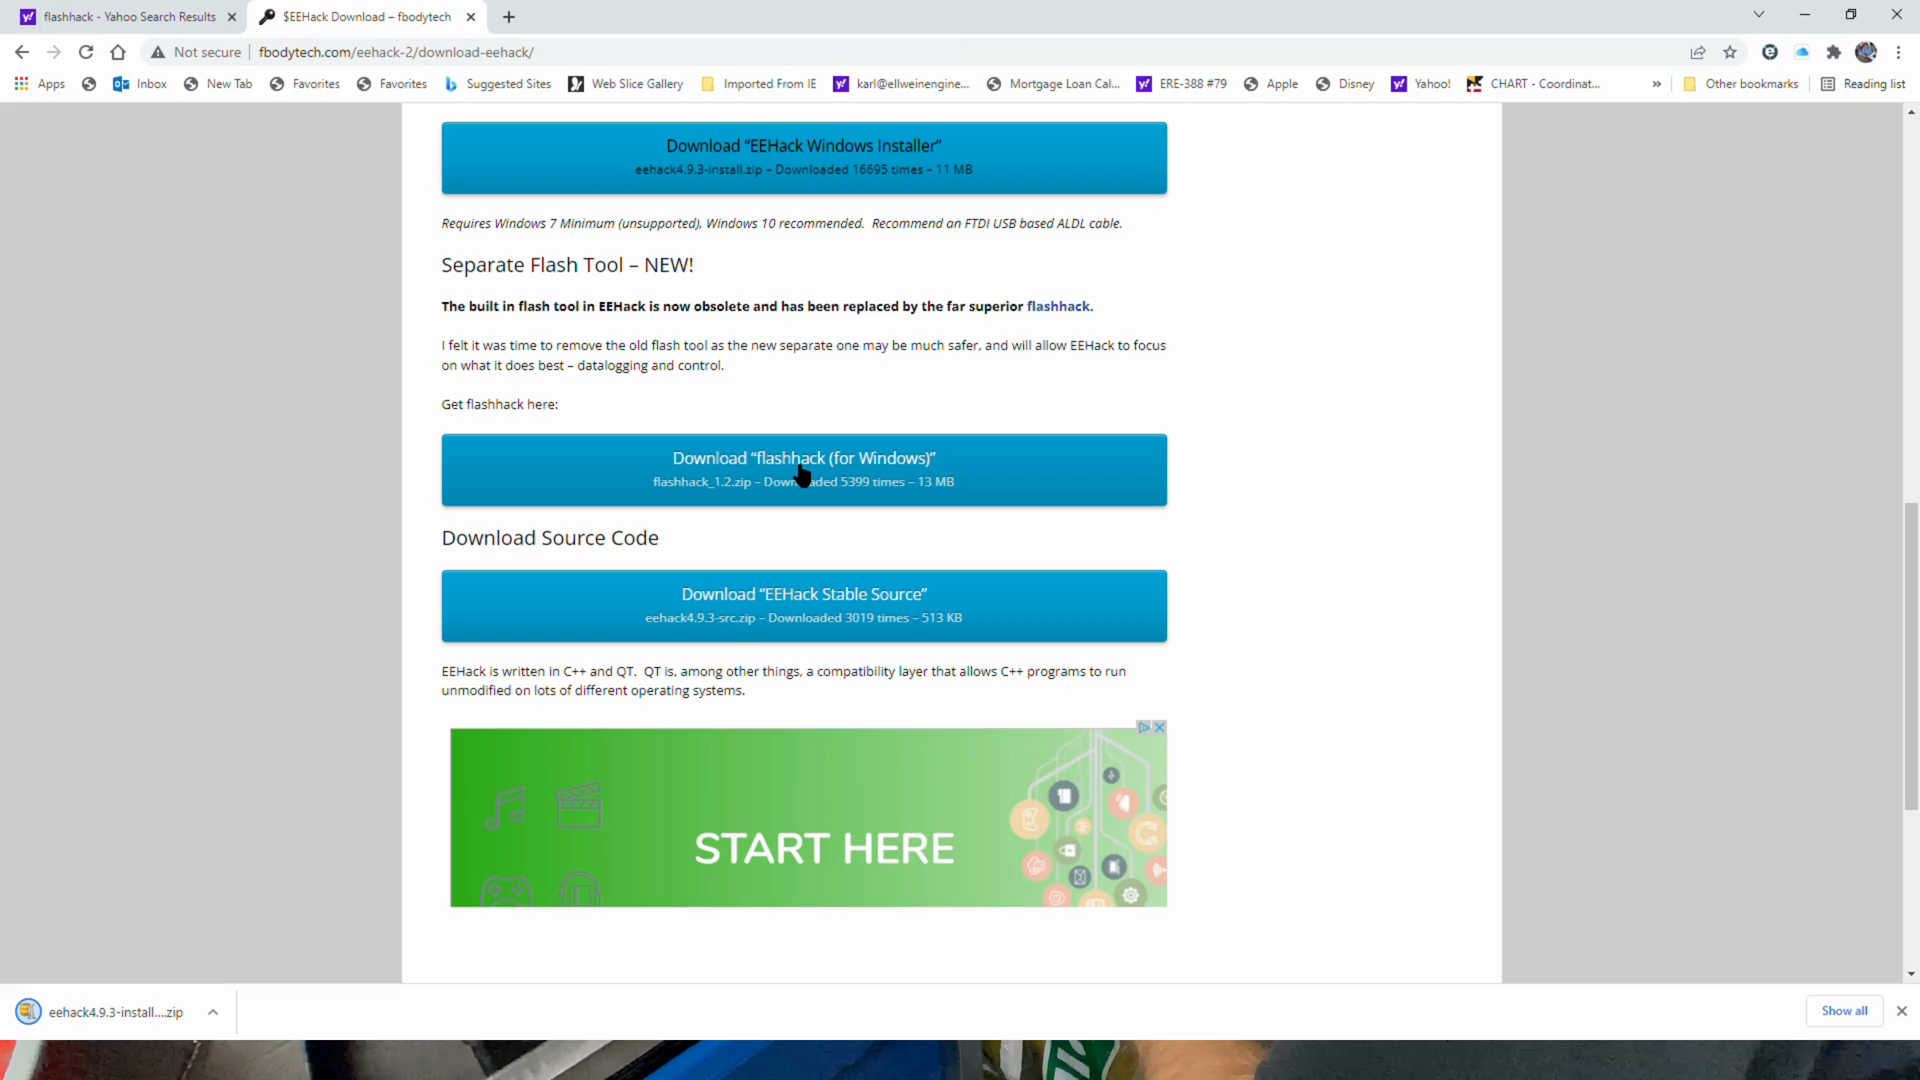 flashhack - Yahoo Search Results
$EEHack Download – fbodytech
Not secure
fbodytech.com/eehack-2/download-eehack/
Apps
Inbox
New Tab
Favorites
Favorites
Suggested Sites
Web Slice Gallery
Imported From IE
karl@ellweinengine...
Mortgage Loan Cal...
ERE-388 #79
Apple
Disney
Yahoo!
CHART - Coordinat...
»
Other bookmarks
Reading list
Download “EEHack Windows Installer”
eehack4.9.3-install.zip – Downloaded 16695 times – 11 MB
Requires Windows 7 Minimum (unsupported), Windows 10 recommended. Recommend an FTDI USB based ALDL cable.
Separate Flash Tool – NEW!
The built in flash tool in EEHack is now obsolete and has been replaced by the far superior flashhack.
I felt it was time to remove the old flash tool as the new separate one may be much safer, and will allow EEHack to focus
on what it does best – datalogging and control.
Get flashhack here:
Download “flashhack (for Windows)”
flashhack_1.2.zip – Downloaded 5399 times – 13 MB
Download Source Code
Download “EEHack Stable Source”
eehack4.9.3-src.zip – Downloaded 3019 times – 513 KB
EEHack is written in C++ and QT. QT is, among other things, a compatibility layer that allows C++ programs to run
unmodified on lots of different operating systems.
START HERE
eehack4.9.3-install....zip
Show all